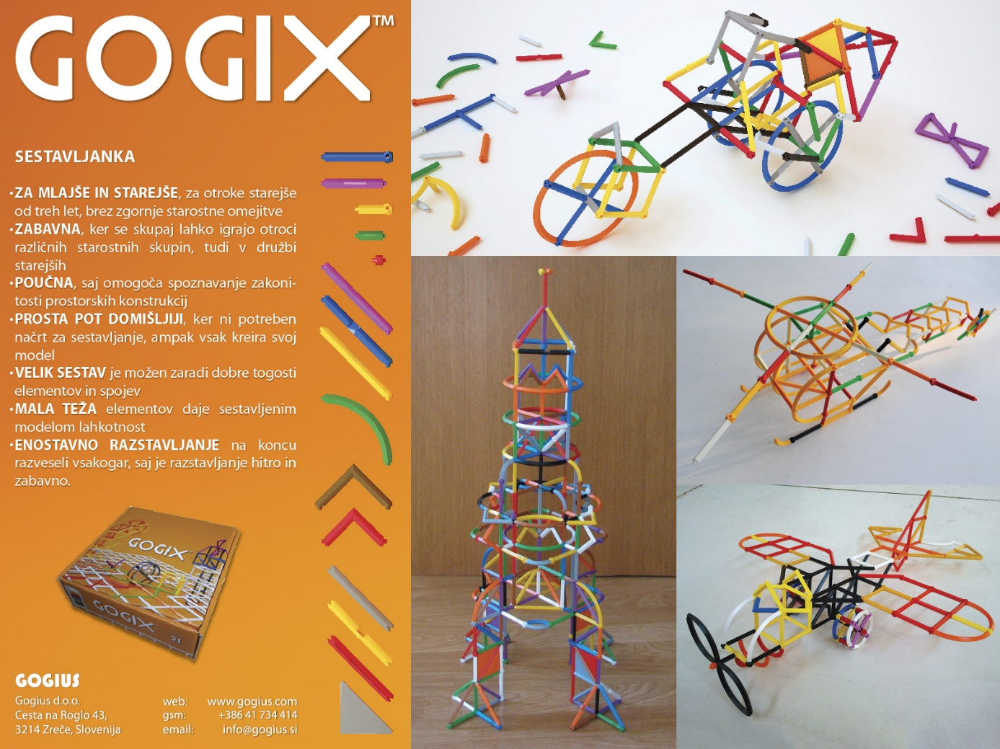 GOGIX™
SESTAVLJANKA
•ZA MLAJŠE IN STAREJŠE, za otroke starejše
od treh let, brez zgornje starostne omejitve
•ZABAVNA, ker se skupaj lahko igrajo otroci
različnih starostnih skupin, tudi v družbi
starejših
•POUČNA, saj omogoča spoznavanje zakoni-
tosti prostorskih konstrukcij
•PROSTA POT DOMIŠLJIJI, ker ni potreben
načrt za sestavljanje, ampak vsak kreira svoj
model
•VELIK SESTAV je možen zaradi dobre togosti
elementov in spojev
•MALA TEŽA elementov daje sestavljenim
modelom lahkotnost
•ENOSTAVNO RAZSTAVLJANJE na koncu
razveseli vsakogar, saj je razstavljanje hitro in
zabavno.
GOGIX
GOGIX
GOGIUS
Gogius d.o.o.
Cesta na Roglo 43,
3214 Zreče, Slovenija
web: www.gogius.com
gsm: +386 41 734 414
email: info@gogius.si